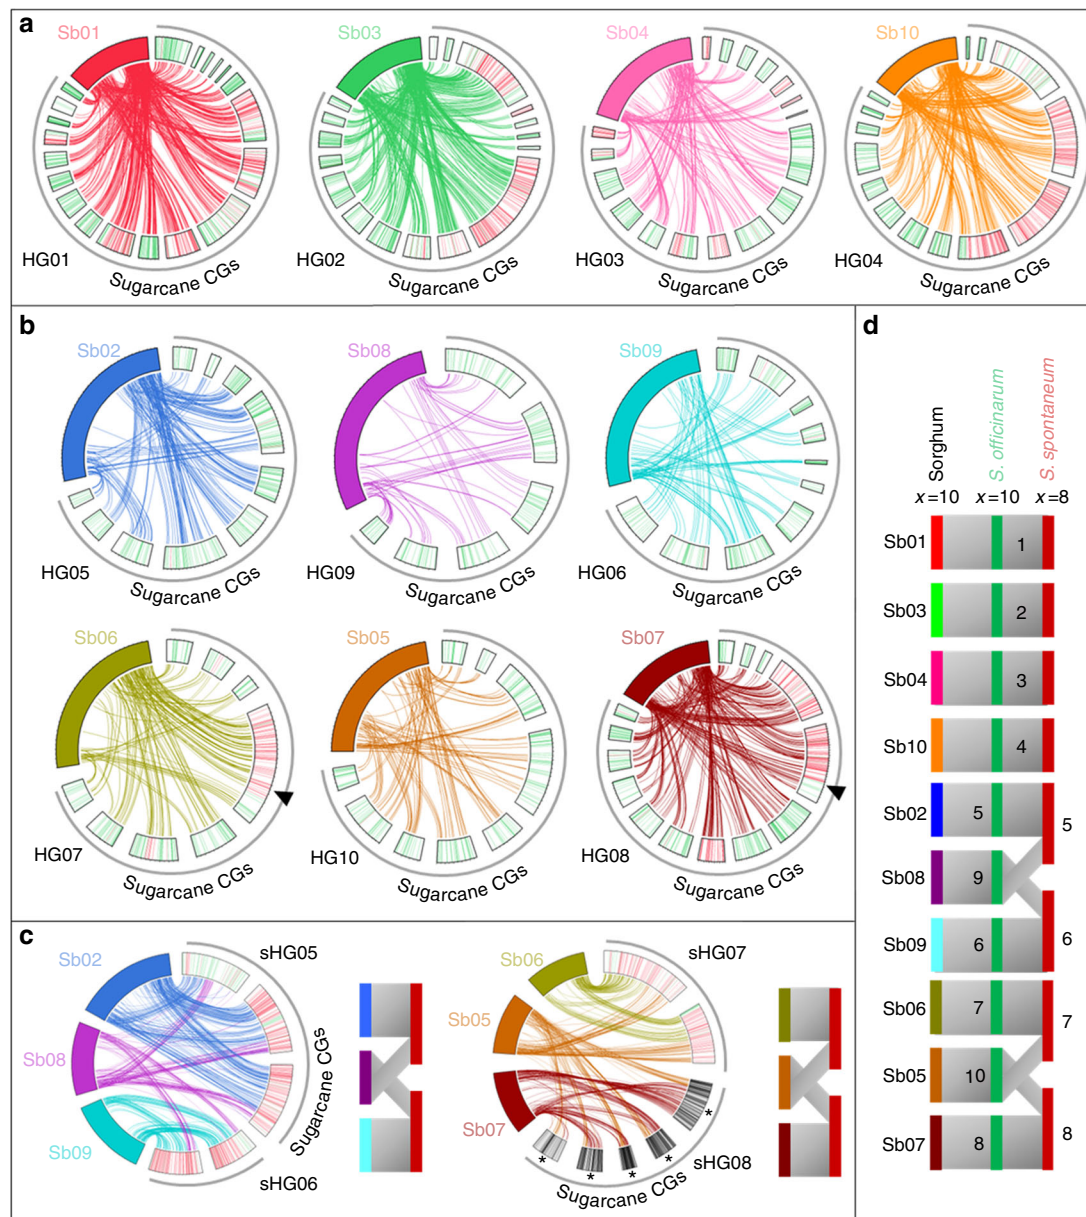 a
Sb01
Sb03
Sb04
Sb10
HG01
HG02
HG03
HG04
Sugarcane CGs
Sugarcane CGs
Sugarcane CGs
Sugarcane CGs
b
Sb02
Sb08
Sb09
HG05
HG09
HG06
Sugarcane CGs
Sugarcane CGs
Sugarcane CGs
Sb06
Sb05
Sb07
HG07
HG10
HG08
Sugarcane CGs
Sugarcane CGs
Sugarcane CGs
c
Sb02
Sb08
Sb09
sHG05
Sugarcane CGs
sHG06
Sb06
Sb05
Sb07
sHG07
*
*
*
*
*
sHG08
Sugarcane CGs
d
Sorghum
S. officinarum
S. spontaneum
x=10 x=10 x=8
Sb01 1
Sb03 2
Sb04 3
Sb10 4
Sb02 5 5
Sb08 9
Sb09 6 6
Sb06 7 7
Sb05 10
Sb07 8 8